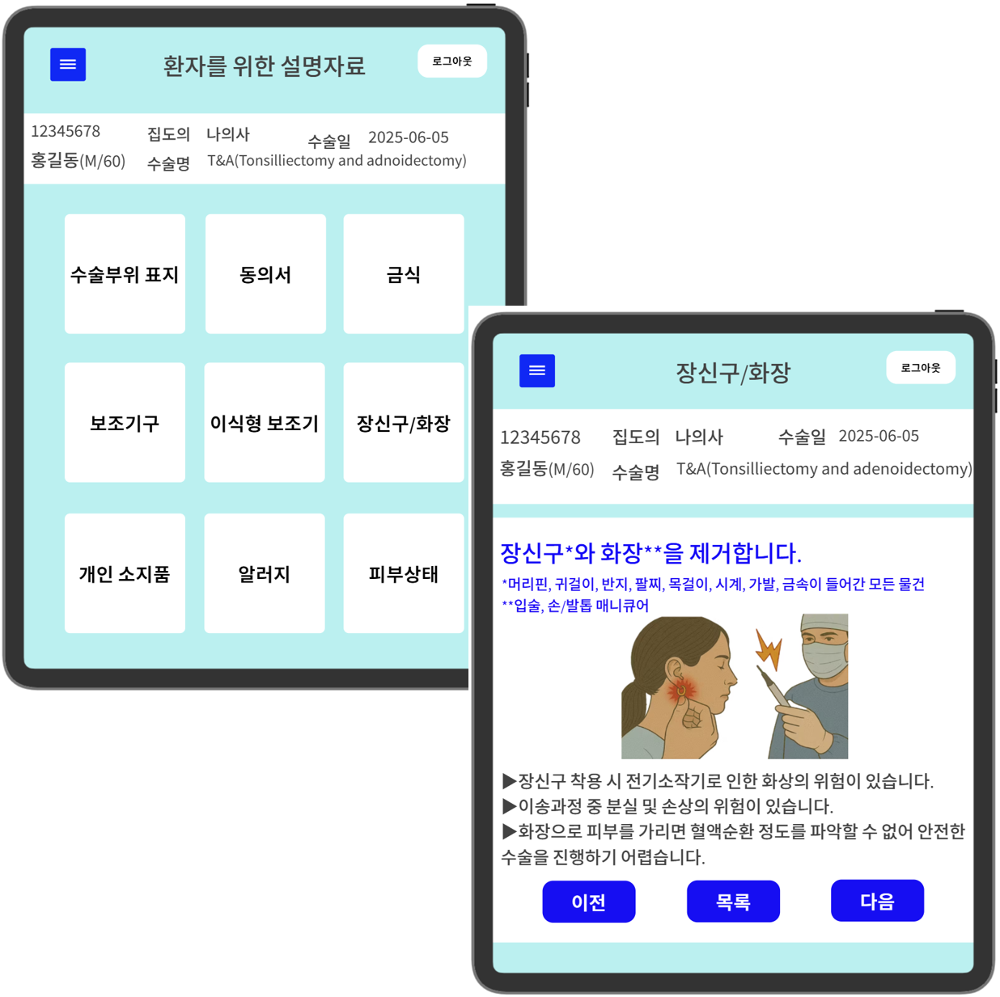 환자를 위한 설명자료
로그아웃
12345678
집도의 나의사
수술일 2025-06-05
홍길동(M/60)
수술명 T&A(Tonsilliectomy and adnoidectomy)
수술부위 표지
동의서
금식
보조기구
이식형 보조기
장신구/화장
개인 소지품
알러지
피부상태
장신구/화장
로그아웃
12345678 집도의 나의사 수술일 2025-06-05
홍길동(M/60) 수술명 T&A(Tonsilliectomy and adenoidectomy)
장신구*와 화장**을 제거합니다.
*머리핀, 귀걸이, 반지, 팔찌, 목걸이, 시계, 가발, 금속이 들어간 모든 물건
**입술, 손/발톱 매니큐어
▶장신구 착용 시 전기소작기로 인한 화상의 위험이 있습니다.
▶이송과정 중 분실 및 손상의 위험이 있습니다.
▶화장으로 피부를 가리면 혈액순환 정도를 파악할 수 없어 안전한
수술을 진행하기 어렵습니다.
이전
목록
다음